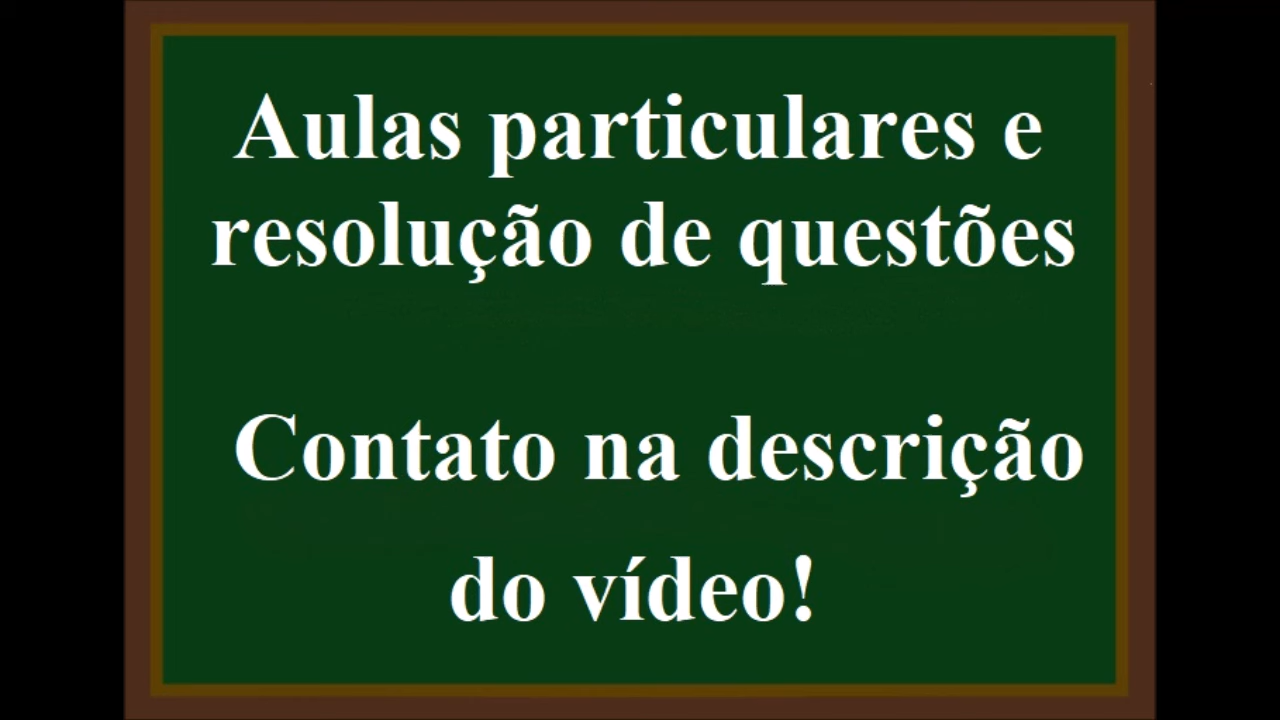 Aulas particulares e
resolução de questões
Contato na descrição
do vídeo!